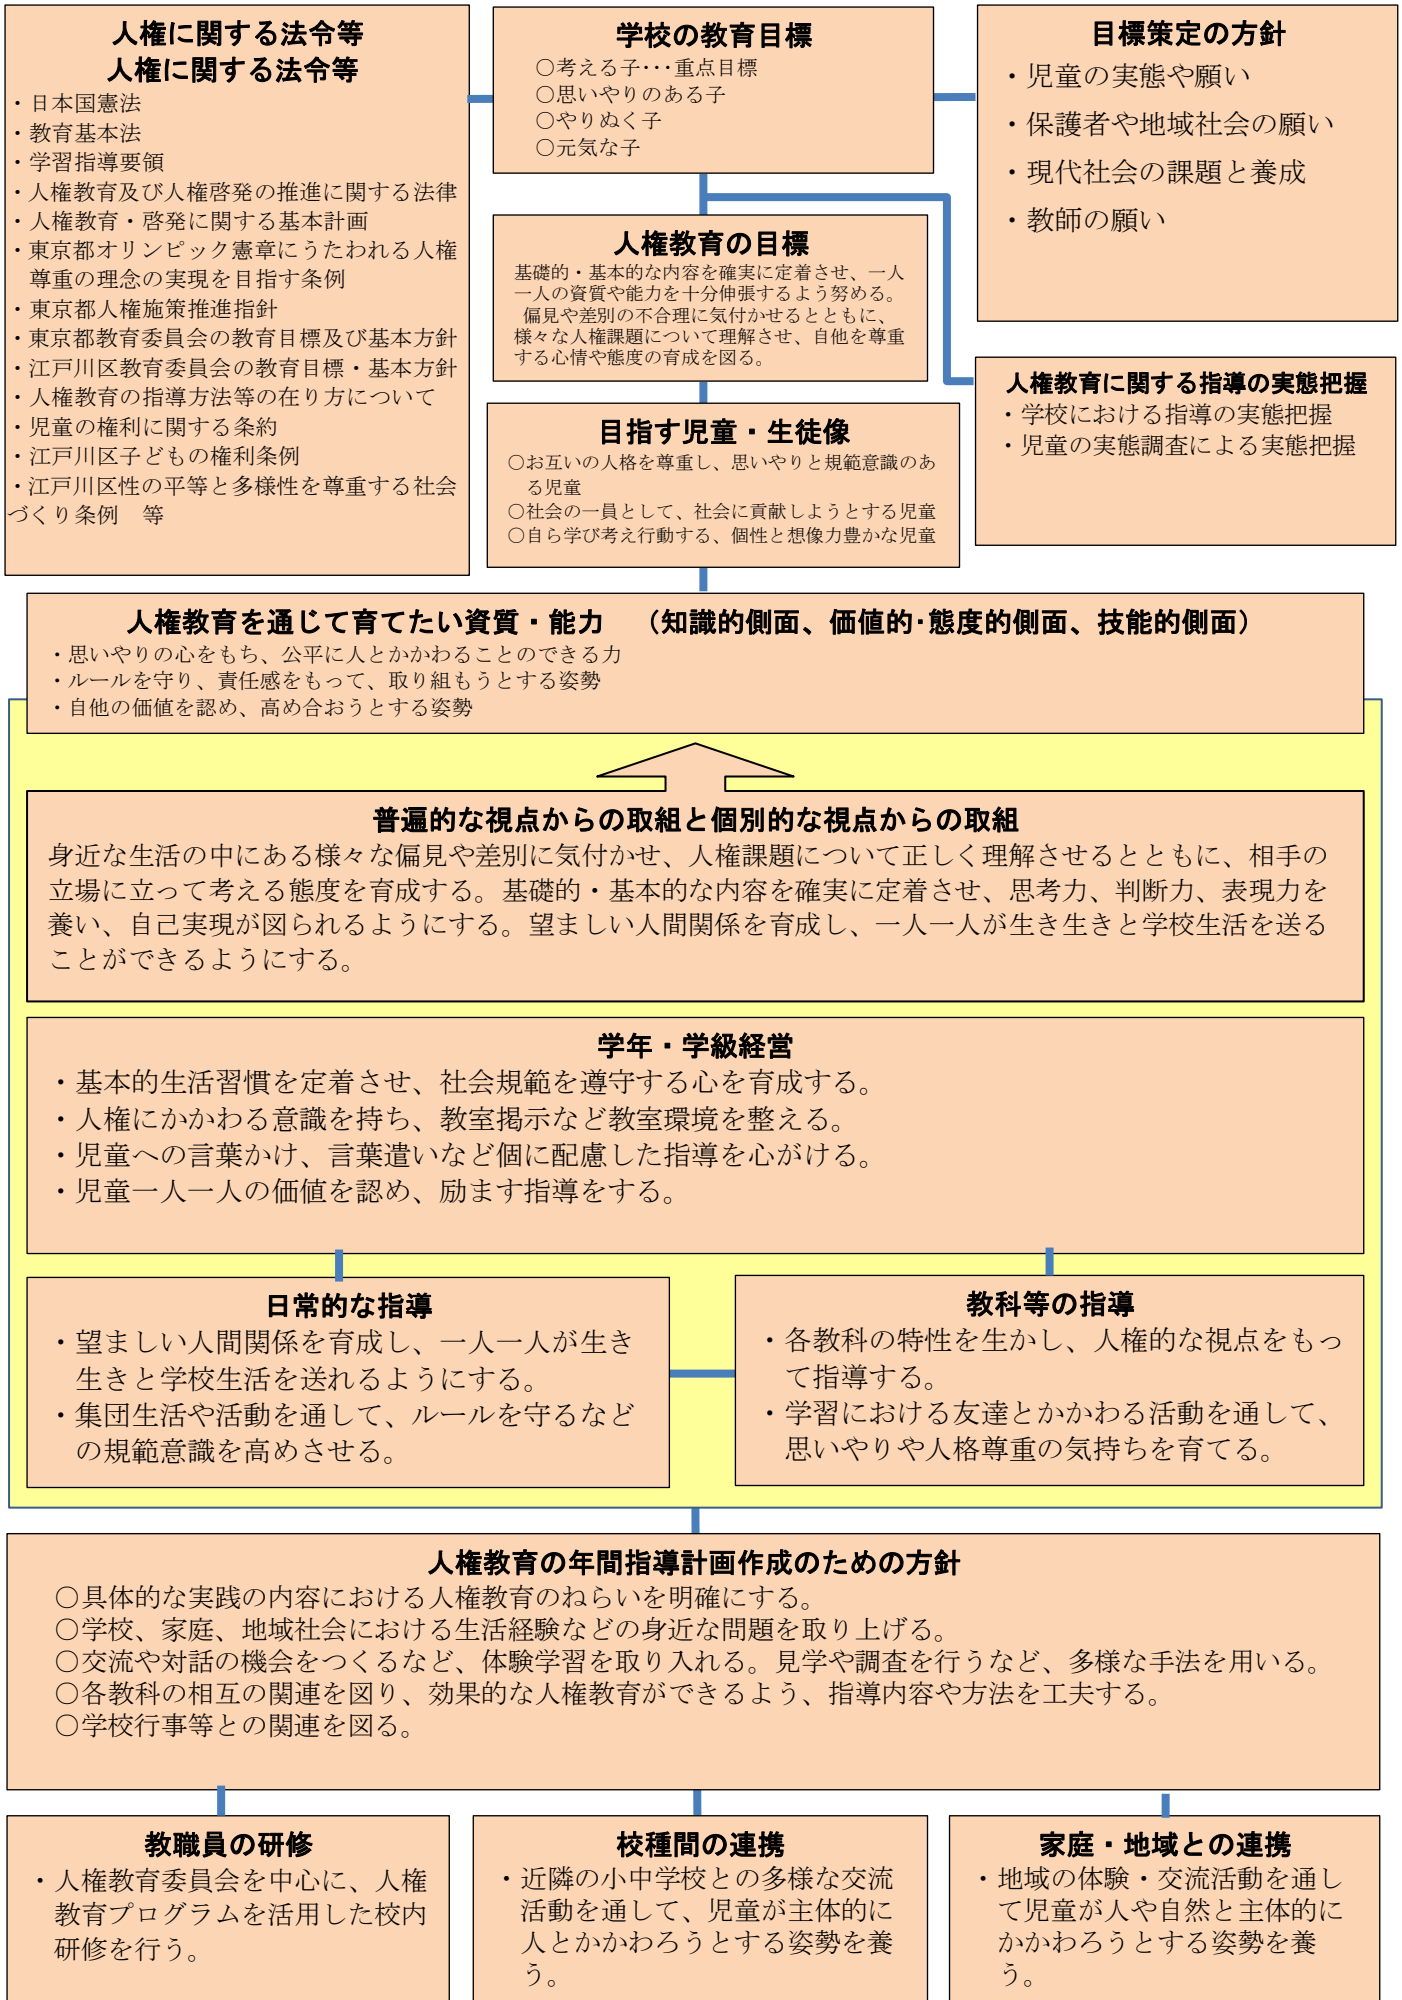 人権に関する法令等
人権に関する法令等
・日本国憲法
・教育基本法
・学習指導要領
・人権教育及び人権啓発の推進に関する法律
・人権教育・啓発に関する基本計画
・東京都オリンピック憲章にうたわれる人権
尊重の理念の実現を目指す条例
・東京都人権施策推進指針
・東京都教育委員会の教育目標及び基本方針
・江戸川区教育委員会の教育目標・基本方針
・人権教育の指導方法等の在り方について
・児童の権利に関する条約
・江戸川区子どもの権利条例
・江戸川区性の平等と多様性を尊重する社会
づくり条例　等
学校の教育目標
○考える子･･･重点目標
○思いやりのある子
○やりぬく子
○元気な子
目標策定の方針
・児童の実態や願い
・保護者や地域社会の願い
・現代社会の課題と養成
・教師の願い
人権教育の目標
基礎的・基本的な内容を確実に定着させ、一人
一人の資質や能力を十分伸張するよう努める。
偏見や差別の不合理に気付かせるとともに、
様々な人権課題について理解させ、自他を尊重
する心情や態度の育成を図る。
人権教育に関する指導の実態把握
・学校における指導の実態把握
・児童の実態調査による実態把握
目指す児童・生徒像
○お互いの人格を尊重し、思いやりと規範意識のあ
る児童
○社会の一員として、社会に貢献しようとする児童
○自ら学び考え行動する、個性と想像力豊かな児童
人権教育を通じて育てたい資質・能力　（知識的側面、価値的･態度的側面、技能的側面）
・思いやりの心をもち、公平に人とかかわることのできる力
・ルールを守り、責任感をもって、取り組もうとする姿勢
・自他の価値を認め、高め合おうとする姿勢
普遍的な視点からの取組と個別的な視点からの取組
身近な生活の中にある様々な偏見や差別に気付かせ、人権課題について正しく理解させるとともに、相手の
立場に立って考える態度を育成する。基礎的・基本的な内容を確実に定着させ、思考力、判断力、表現力を
養い、自己実現が図られるようにする。望ましい人間関係を育成し、一人一人が生き生きと学校生活を送る
ことができるようにする。
学年・学級経営
・基本的生活習慣を定着させ、社会規範を遵守する心を育成する。
・人権にかかわる意識を持ち、教室掲示など教室環境を整える。
・児童への言葉かけ、言葉遣いなど個に配慮した指導を心がける。
・児童一人一人の価値を認め、励ます指導をする。
日常的な指導
・望ましい人間関係を育成し、一人一人が生き
生きと学校生活を送れるようにする。
・集団生活や活動を通して、ルールを守るなど
の規範意識を高めさせる。
教科等の指導
・各教科の特性を生かし、人権的な視点をもっ
て指導する。
・学習における友達とかかわる活動を通して、
思いやりや人格尊重の気持ちを育てる。
人権教育の年間指導計画作成のための方針
○具体的な実践の内容における人権教育のねらいを明確にする。
○学校、家庭、地域社会における生活経験などの身近な問題を取り上げる。
○交流や対話の機会をつくるなど、体験学習を取り入れる。見学や調査を行うなど、多様な手法を用いる。
○各教科の相互の関連を図り、効果的な人権教育ができるよう、指導内容や方法を工夫する。
○学校行事等との関連を図る。
教職員の研修
・人権教育委員会を中心に、人権
教育プログラムを活用した校内
研修を行う。
校種間の連携
・近隣の小中学校との多様な交流
活動を通して、児童が主体的に
人とかかわろうとする姿勢を養
う。
家庭・地域との連携
・地域の体験・交流活動を通し
て児童が人や自然と主体的に
かかわろうとする姿勢を養
う。